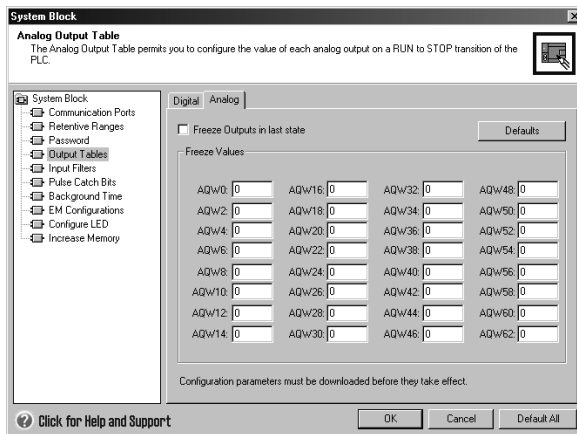 System Block
Analog Output Table
The Analog Output Table permits you to configure the value of each analog output on a RUN to STOP transition of the
PLC.
System Block
Communication Ports
Retentive Ranges
Password
Output Tables
Input Filters
Pulse Catch Bits
Background Time
EM Configurations
Configure LED
Increase Memory
Digital Analog
Freeze Outputs in last state
Defaults
Freeze Values
AQW0: 0 AQW16: 0 AQW32: 0 AQW48: 0
AQW2: 0 AQW18: 0 AQW34: 0 AQW50: 0
AQW4: 0 AQW20: 0 AQW36: 0 AQW52: 0
AQW6: 0 AQW22: 0 AQW38: 0 AQW54: 0
AQW8: 0 AQW24: 0 AQW40: 0 AQW56: 0
AQW10: 0 AQW26: 0 AQW42: 0 AQW58: 0
AQW12: 0 AQW28: 0 AQW44: 0 AQW60: 0
AQW14: 0 AQW30: 0 AQW46: 0 AQW62: 0
Configuration parameters must be downloaded before they take effect.
Click for Help and Support
OK Cancel Default All